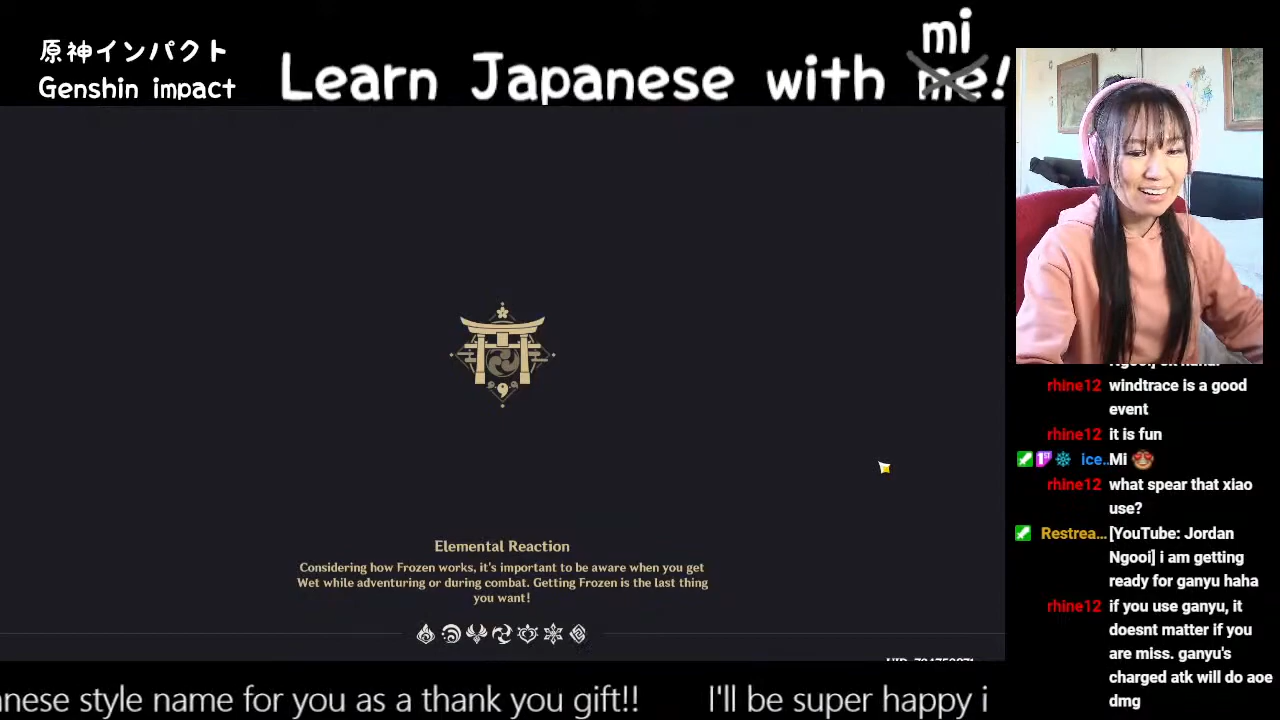 原神インパクト
Genshin impact
Learn Japanese with me!
mi
windtrace is a good
event
rhine12
it is fun
rhine12
ice..Mi
rhine12 what spear that xiao
use?
Restrea... [YouTube: Jordan
Ngooi] i am getting
ready for ganyu haha
rhine12 if you use ganyu, it
doesnt matter if you
are miss. ganyu's
charged atk will do aoe
dmg
Elemental Reaction
Considering how Frozen works, it's important to be aware when you get
Wet while adventuring or during combat. Getting Frozen is the last thing
you want!
anese style name for you as a thank you gift!! I'll be super happy i